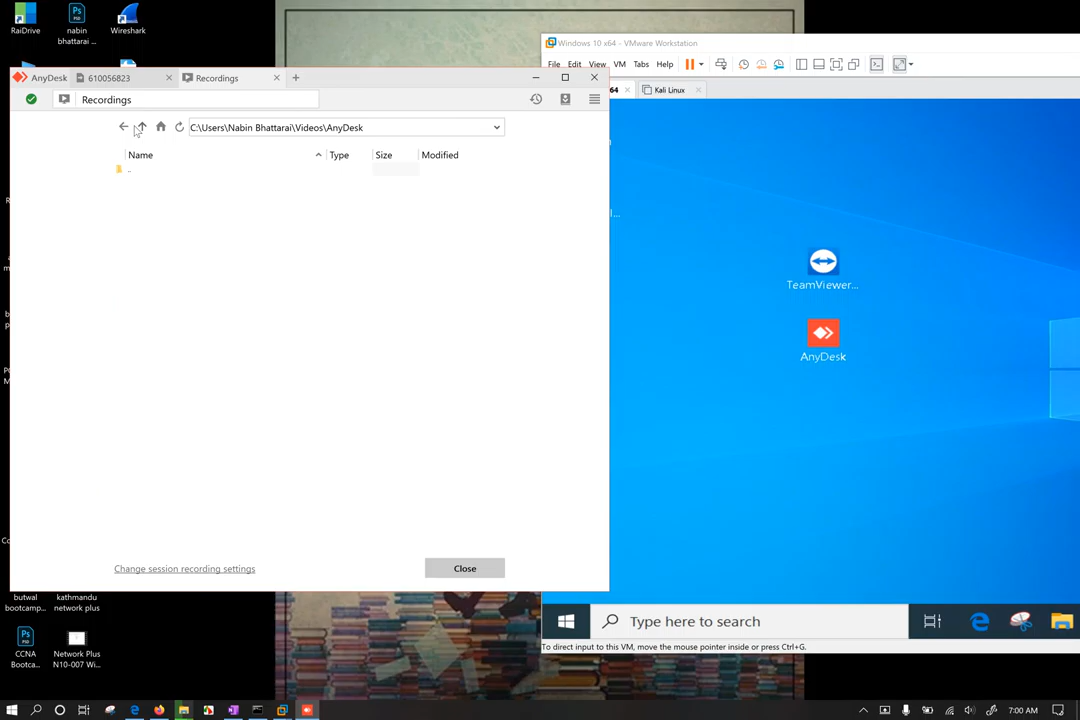 RaiDrive
nabin
bhattarai ...
Wireshark
AnyDesk
610056823
Recordings
Recordings
C:\Users\Nabin Bhattarai\Videos\AnyDesk
Name
Type
Size
Modified
..
Change session recording settings
Close
Windows 10 x64 - VMware Workstation
File
Edit
View
VM
Tabs
Help
64
Kali Linux
TeamViewer...
AnyDesk
Type here to search
To direct input to this VM, move the mouse pointer inside or press Ctrl+G.
butwal
bootcamp...
kathmandu
network plus
CCNA
Bootca...
Network Plus
N10-007 Wi...
7:00 AM